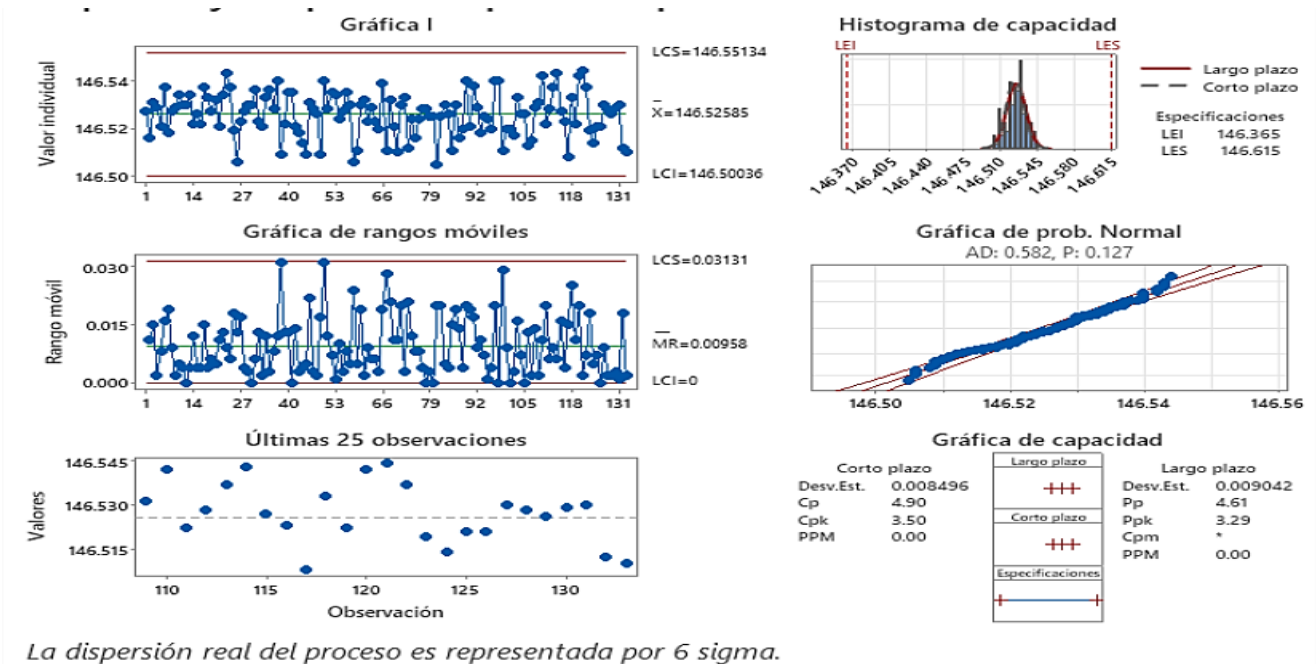 Gráfica I
Valor individual
146.54
146.52
146.50
1 14 27 40 53 66 79 92 105 118 131
LCS=146.55134
X=146.52585
LCI=146.50036
Histograma de capacidad
LEI LES
146.370 146.405 146.440 146.475 146.510 146.545 146.580 146.615
Largo plazo
Corto plazo
Especificaciones
LEI 146.365
LES 146.615
Gráfica de rangos móviles
Rango móvil
0.030
0.015
0.000
1 14 27 40 53 66 79 92 105 118 131
LCS=0.03131
MR=0.00958
LCI=0
Gráfica de prob. Normal
AD: 0.582, P: 0.127
146.50 146.52 146.54 146.56
Últimas 25 observaciones
Valores
146.545
146.530
146.515
110 115 120 125 130
Observación
Gráfica de capacidad
Corto plazo
Desv.Est. 0.008496
Cp 4.90
Cpk 3.50
PPM 0.00
Largo plazo
Corto plazo
Especificaciones
Largo plazo
Desv.Est. 0.009042
Pp 4.61
Ppk 3.29
Cpm *
PPM 0.00
La dispersión real del proceso es representada por 6 sigma.